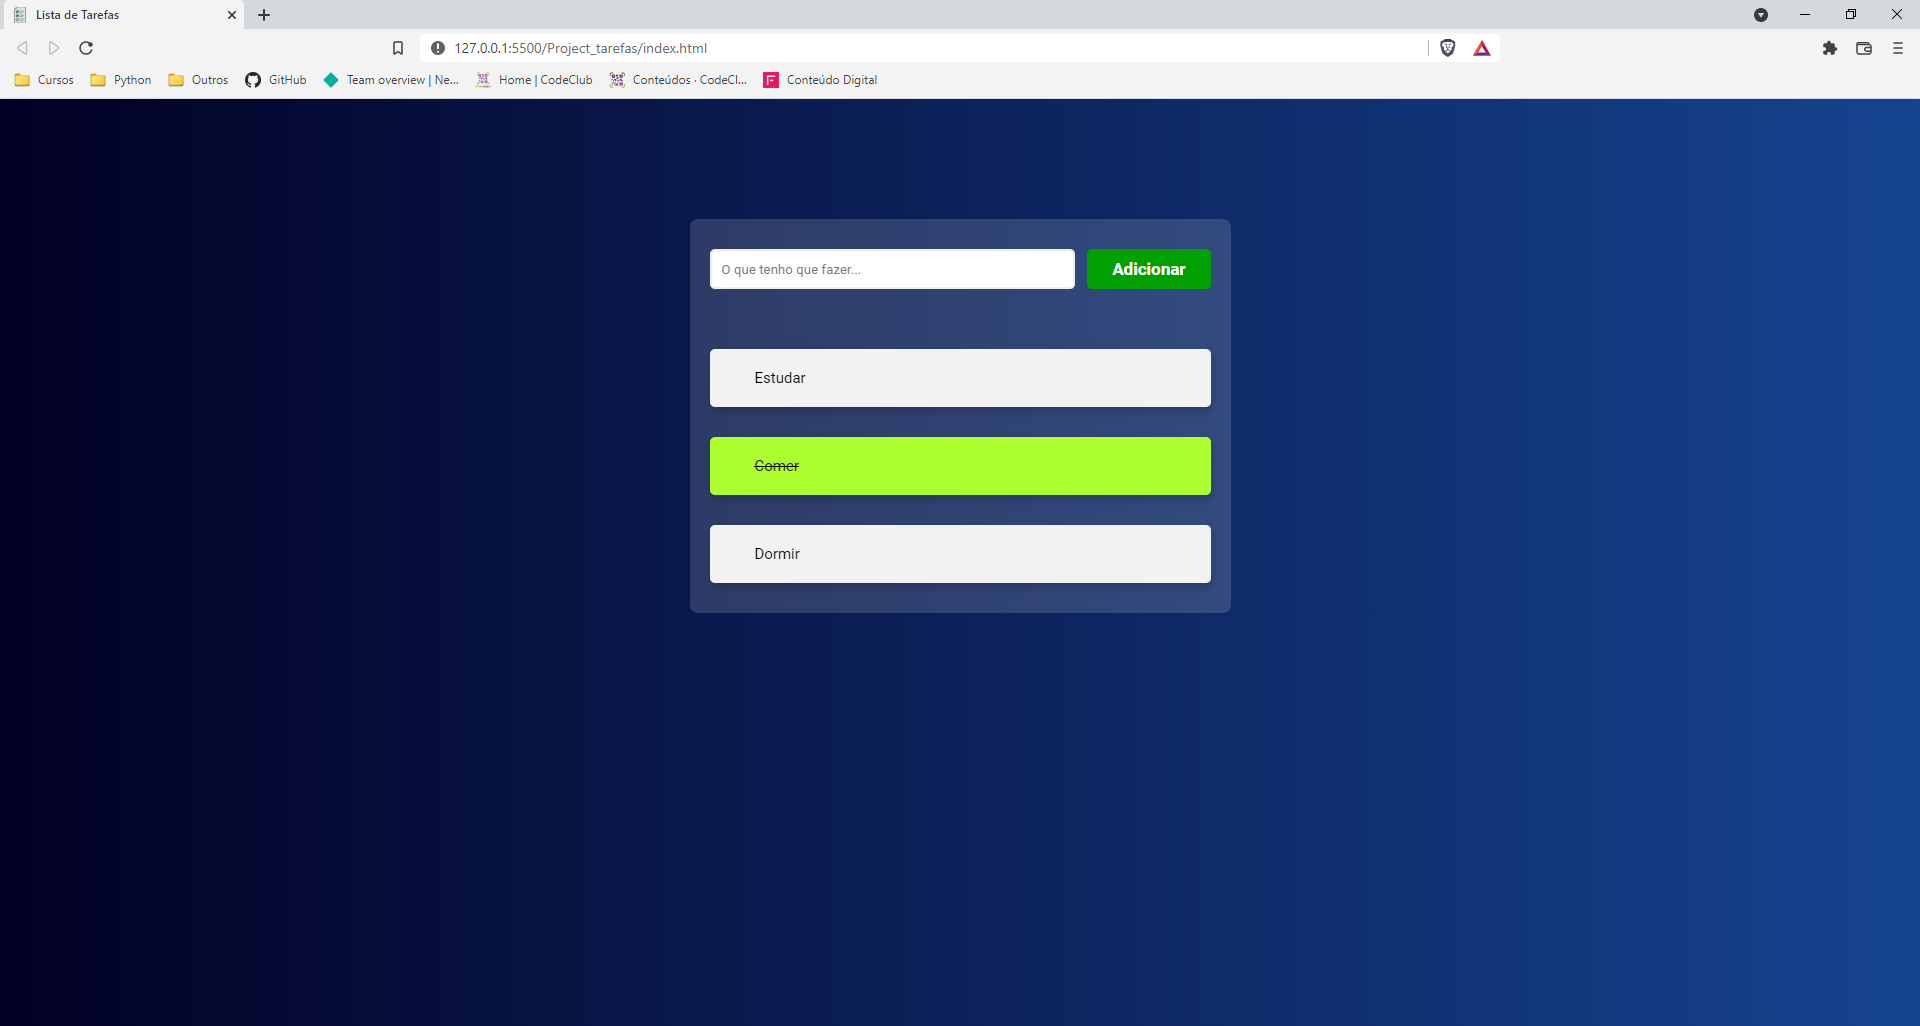 Lista de Tarefas
127.0.0.1:5500/Project_tarefas/index.html
Cursos Python Outros GitHub Team overview | Ne... Home | CodeClub Conteúdos · CodeCl... Conteúdo Digital
O que tenho que fazer... Adicionar
Estudar
Comer
Dormir